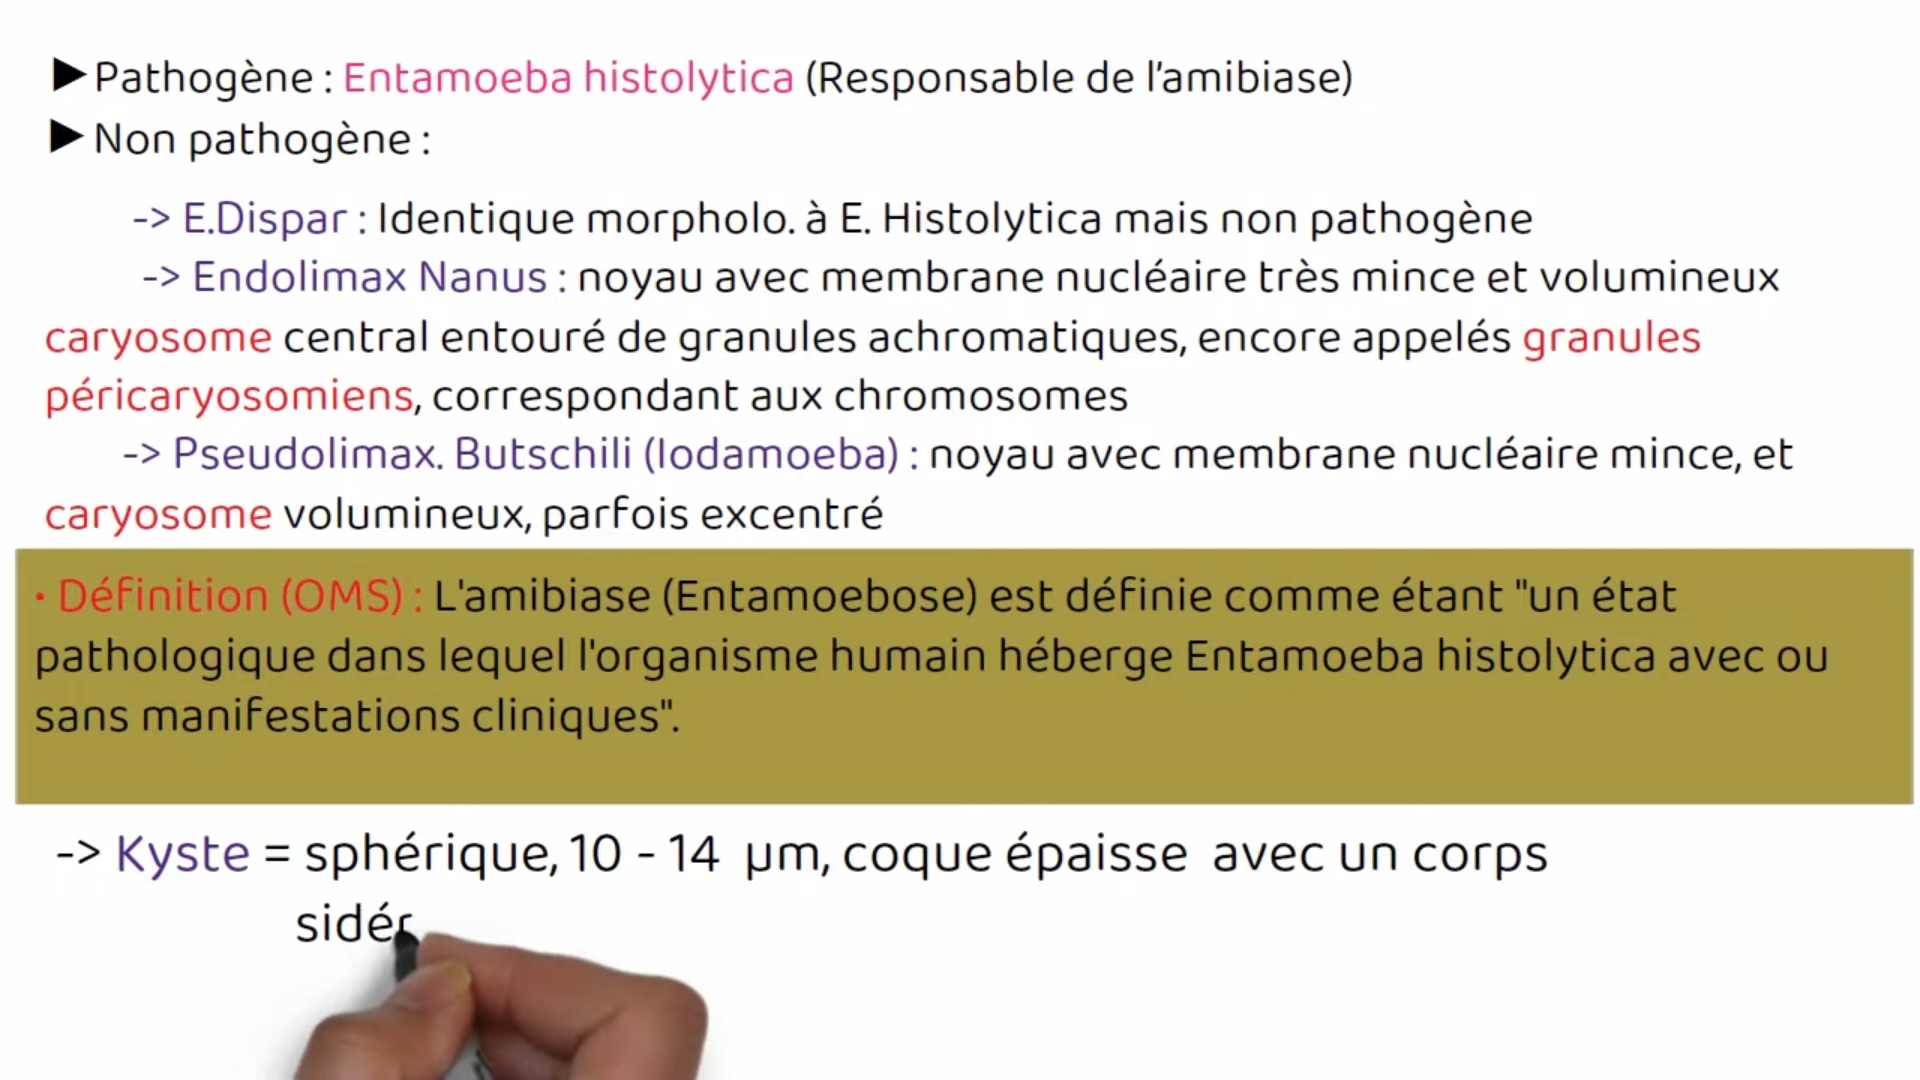 ►Pathogène : Entamoeba histolytica (Responsable de l'amibiase)
►Non pathogène :
-> E.Dispar : Identique morpholo. à E. Histolytica mais non pathogène
-> Endolimax Nanus : noyau avec membrane nucléaire très mince et volumineux
caryosome central entouré de granules achromatiques, encore appelés granules
péricaryosomiens, correspondant aux chromosomes
-> Pseudolimax. Butschili (Iodamoeba) : noyau avec membrane nucléaire mince, et
caryosome volumineux, parfois excentré
• Définition (OMS) : L'amibiase (Entamoebose) est définie comme étant "un état
pathologique dans lequel l'organisme humain héberge Entamoeba histolytica avec ou
sans manifestations cliniques".
-> Kyste = sphérique, 10 - 14 µm, coque épaisse avec un corps
sidér